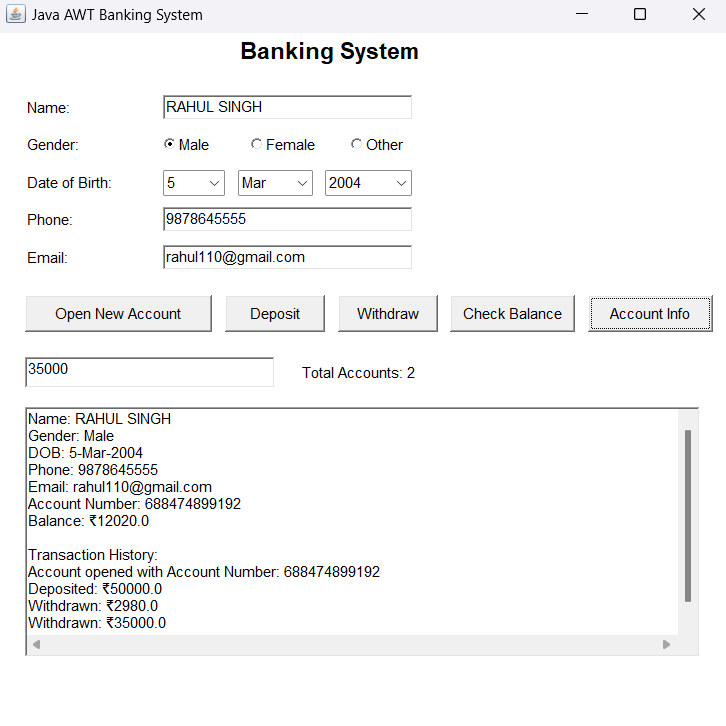 Java AWT Banking System
Banking System
Name: RAHUL SINGH
Gender: Male Female Other
Date of Birth: 5 Mar 2004
Phone: 9878645555
Email: rahul110@gmail.com
Open New Account Deposit Withdraw Check Balance Account Info
35000 Total Accounts: 2
Name: RAHUL SINGH
Gender: Male
DOB: 5-Mar-2004
Phone: 9878645555
Email: rahul110@gmail.com
Account Number: 688474899192
Balance: ₹12020.0
Transaction History:
Account opened with Account Number: 688474899192
Deposited: ₹50000.0
Withdrawn: ₹2980.0
Withdrawn: ₹35000.0